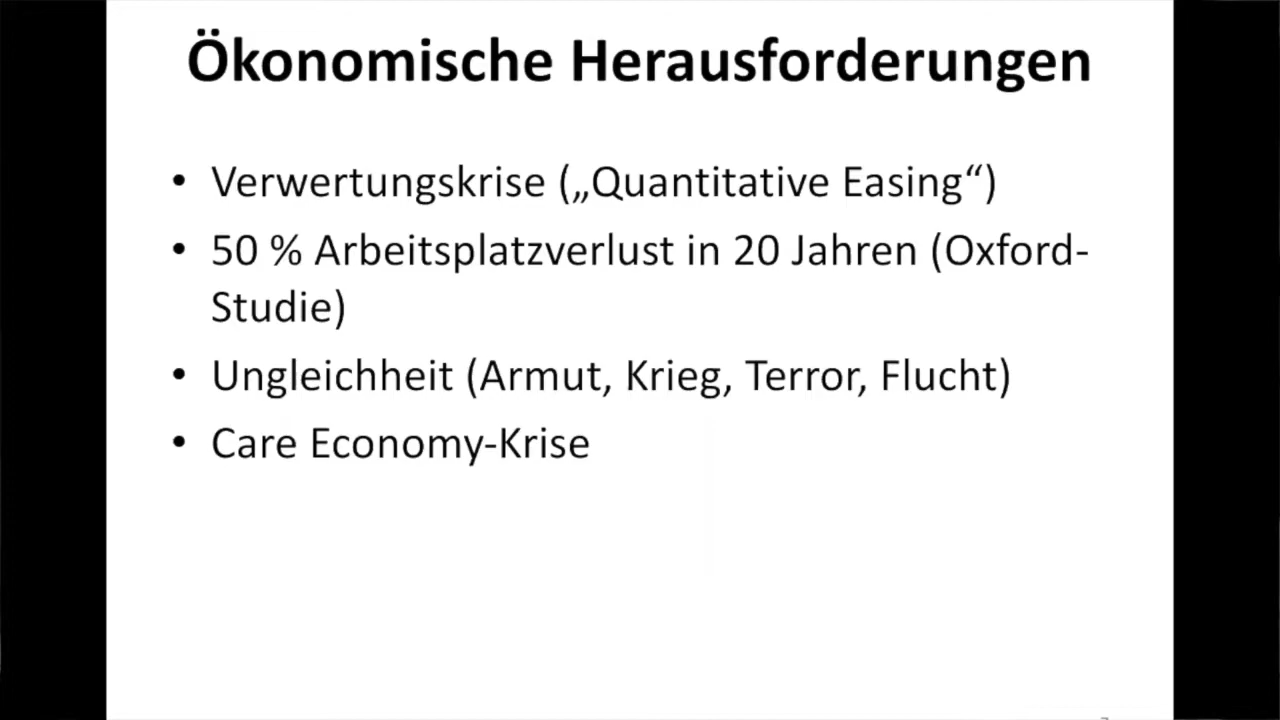 Ökonomische Herausforderungen
• Verwertungskrise („Quantitative Easing“)
• 50 % Arbeitsplatzverlust in 20 Jahren (Oxford-
Studie)
• Ungleichheit (Armut, Krieg, Terror, Flucht)
• Care Economy-Krise